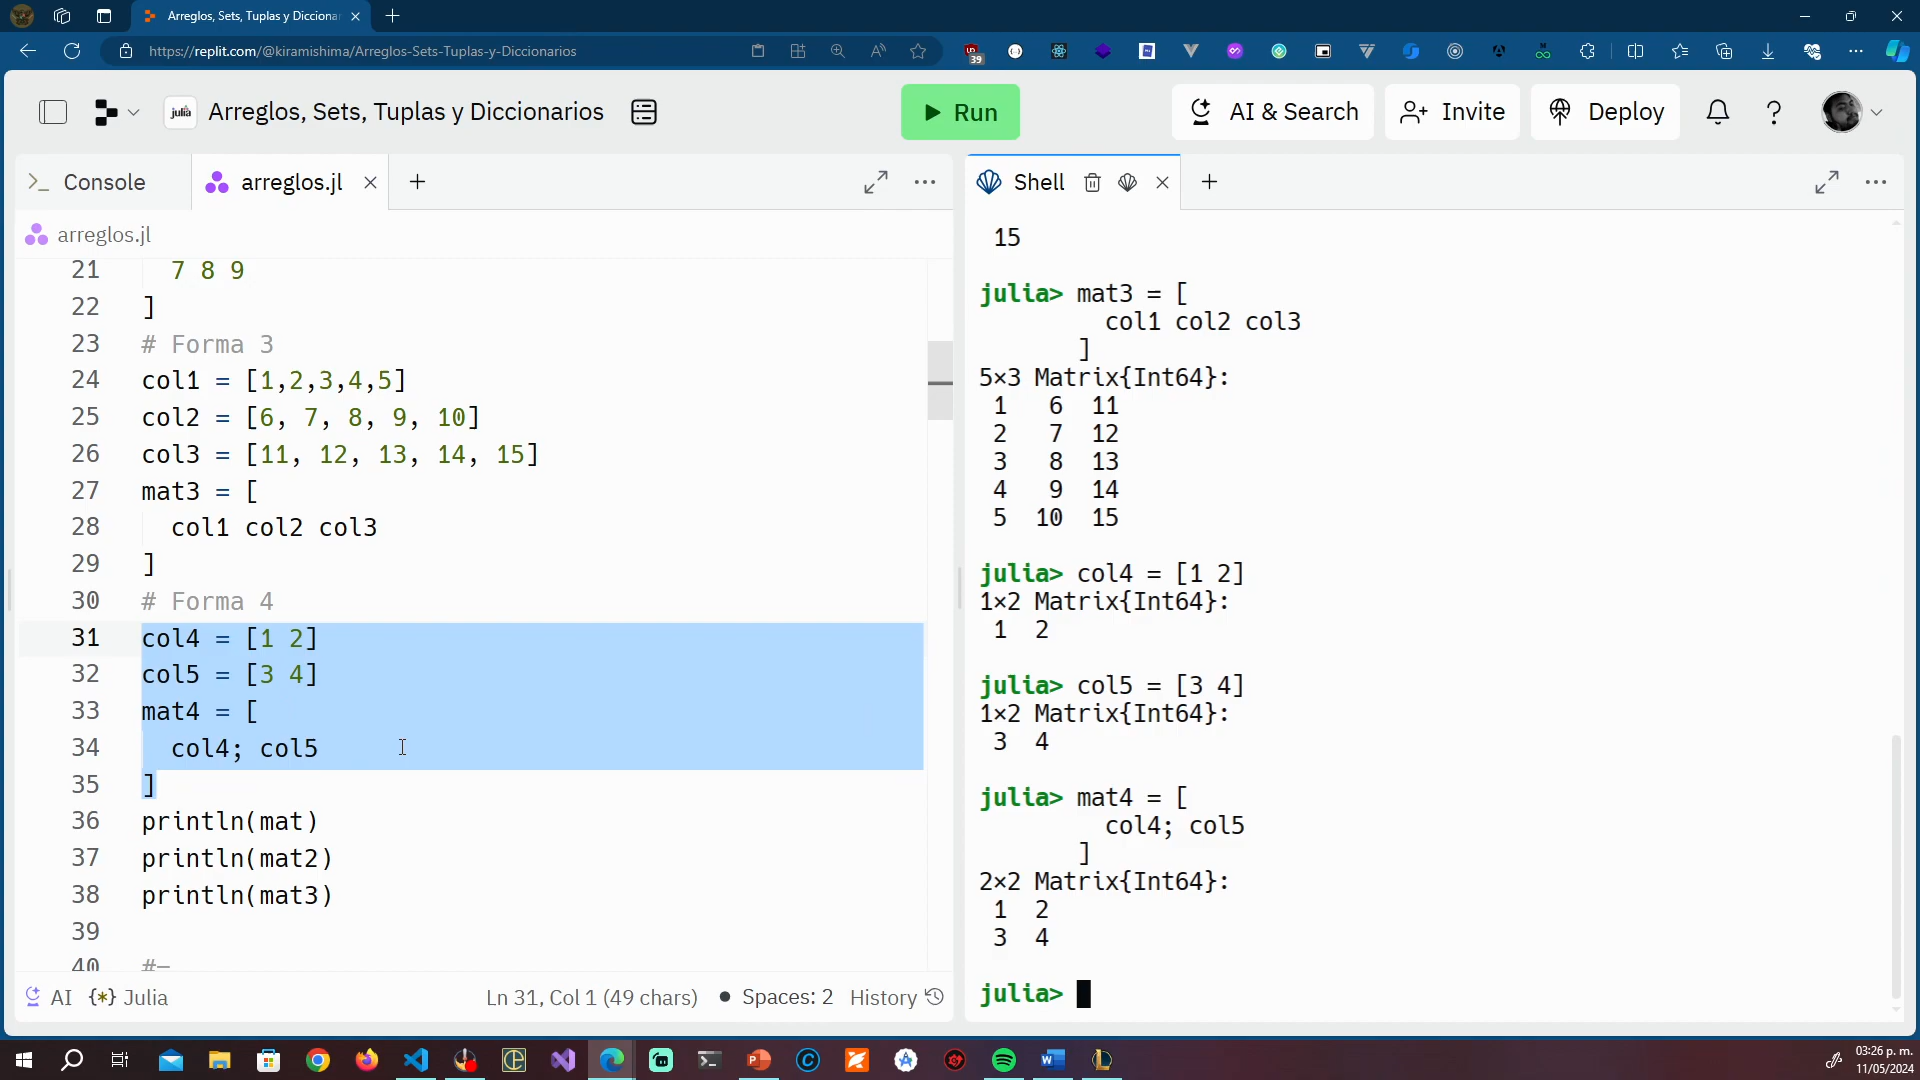 Arreglos, Sets, Tuplas y Dicciona
https://replit.com/@kiramishima/Arreglos-Sets-Tuplas-y-Diccionarios
39
julia
Arreglos, Sets, Tuplas y Diccionarios
Run
AI & Search
Invite
Deploy
Console
arreglos.jl
arreglos.jl
21 7 8 9
22 ]
23 # Forma 3
24 col1 = [1,2,3,4,5]
25 col2 = [6, 7, 8, 9, 10]
26 col3 = [11, 12, 13, 14, 15]
27 mat3 = [
28 col1 col2 col3
29 ]
30 # Forma 4
31 col4 = [1 2]
32 col5 = [3 4]
33 mat4 = [
34 col4; col5
35 ]
36 println(mat)
37 println(mat2)
38 println(mat3)
39
40 #—
AI {*} Julia
Ln 31, Col 1 (49 chars) • Spaces: 2 History
Shell
15
julia> mat3 = [
col1 col2 col3
]
5×3 Matrix{Int64}:
1 6 11
2 7 12
3 8 13
4 9 14
5 10 15
julia> col4 = [1 2]
1×2 Matrix{Int64}:
1 2
julia> col5 = [3 4]
1×2 Matrix{Int64}:
3 4
julia> mat4 = [
col4; col5
]
2×2 Matrix{Int64}:
1 2
3 4
julia>
03:26 p. m.
11/05/2024